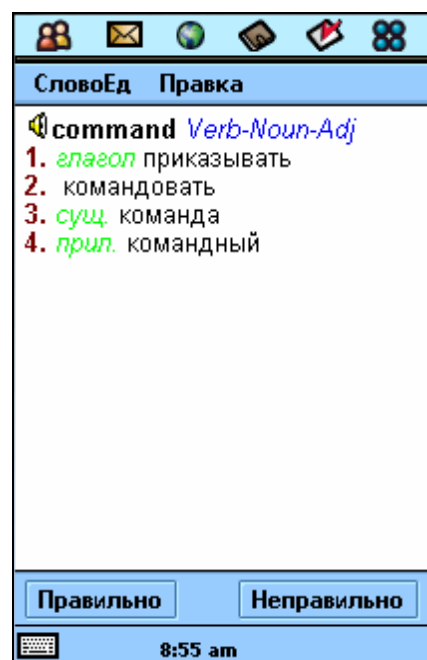 СловоЕд Правка
command Verb-Noun-Adj
1. глагол приказывать
2. командовать
3. сущ. команда
4. прил. командный
Правильно Неправильно
8:55 am